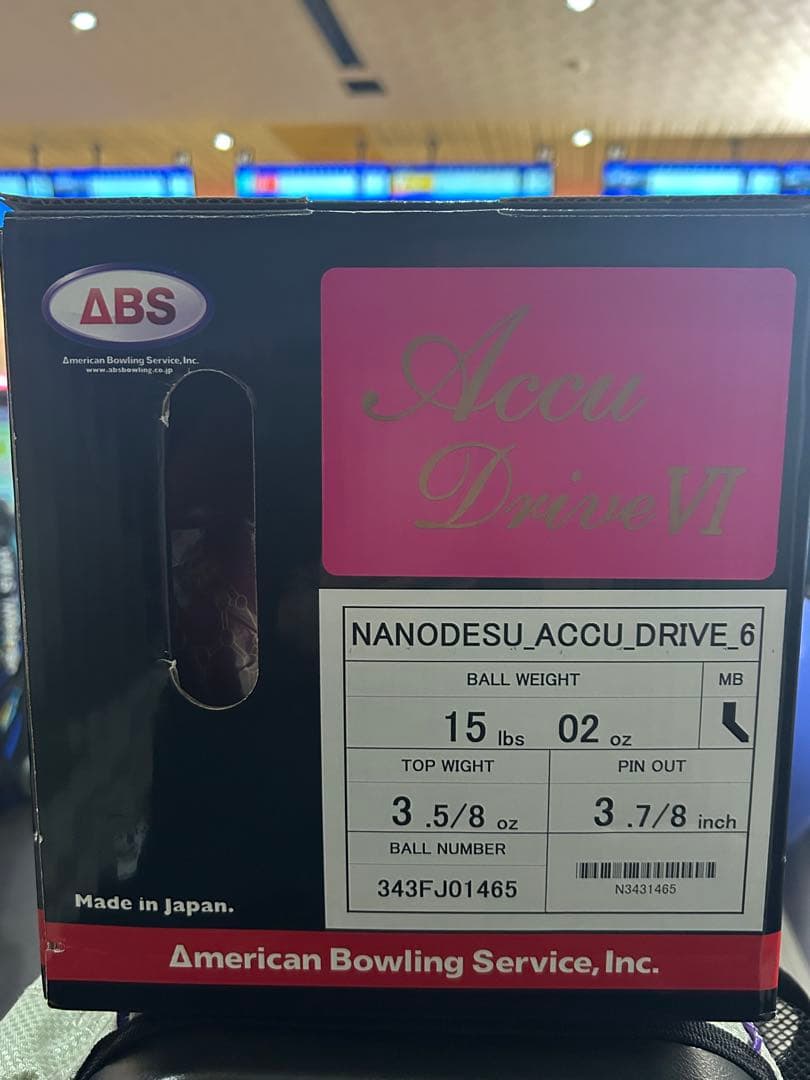 ABS
American Bowling Service, Inc.
www.absbowling.co.jp
Accu
Drive VI
NANODESU_ACCU_DRIVE_6
BALL WEIGHT
MB
15 lbs 02 oz
TOP WIGHT
PIN OUT
3 .5/8 oz
3 .7/8 inch
BALL NUMBER
343FJ01465
N3431465
Made in Japan.
American Bowling Service, Inc.